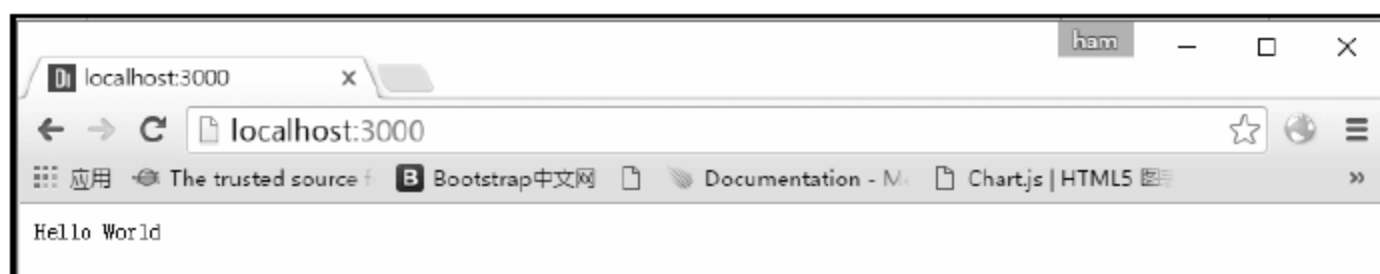 ham
localhost:3000
localhost:3000
应用 The trusted source f Bootstrap中文网 Documentation - M Chart.js | HTML5 图
Hello World